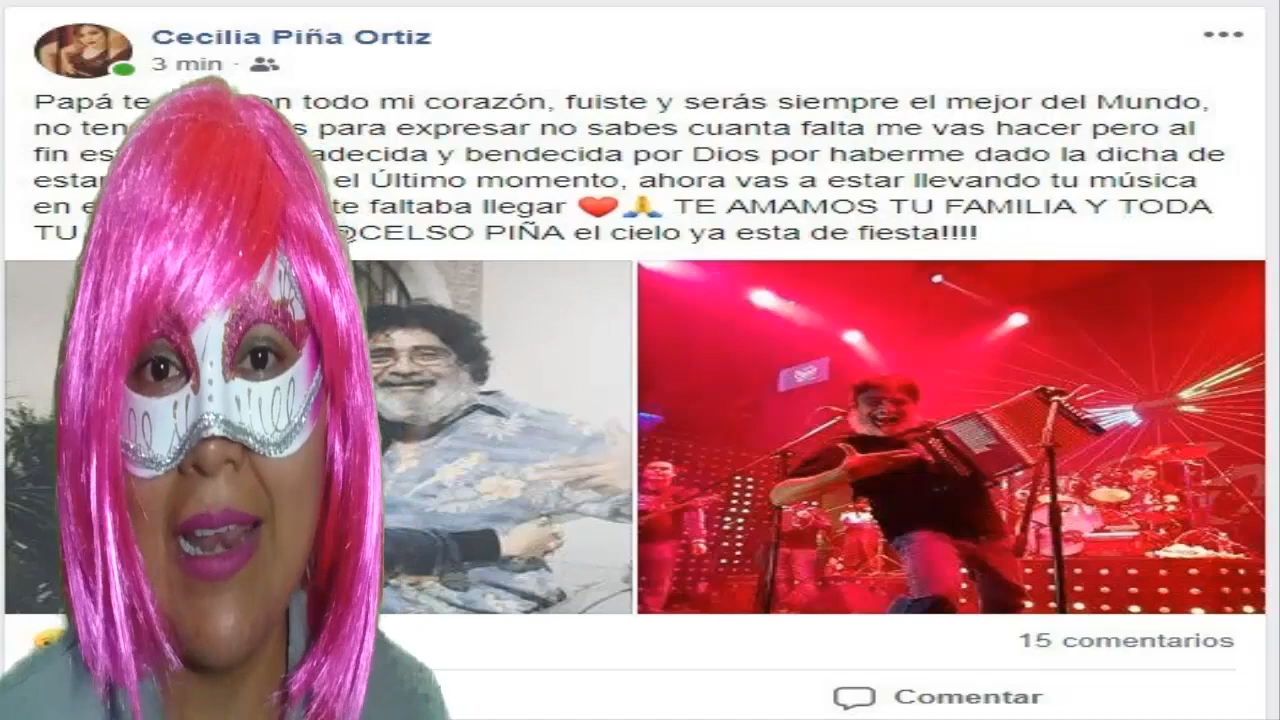 Cecilia Piña Ortiz
3 min ·
Papá te on todo mi corazón, fuiste y serás siempre el mejor del Mundo,
no ten s para expresar no sabes cuanta falta me vas hacer pero al
fin es adecida y bendecida por Dios por haberme dado la dicha de
estar el Último momento, ahora vas a estar llevando tu música
en e te faltaba llegar ❤️🙏 TE AMAMOS TU FAMILIA Y TODA
TU @CELSO PIÑA el cielo ya esta de fiesta!!!!
15 comentarios
Comentar